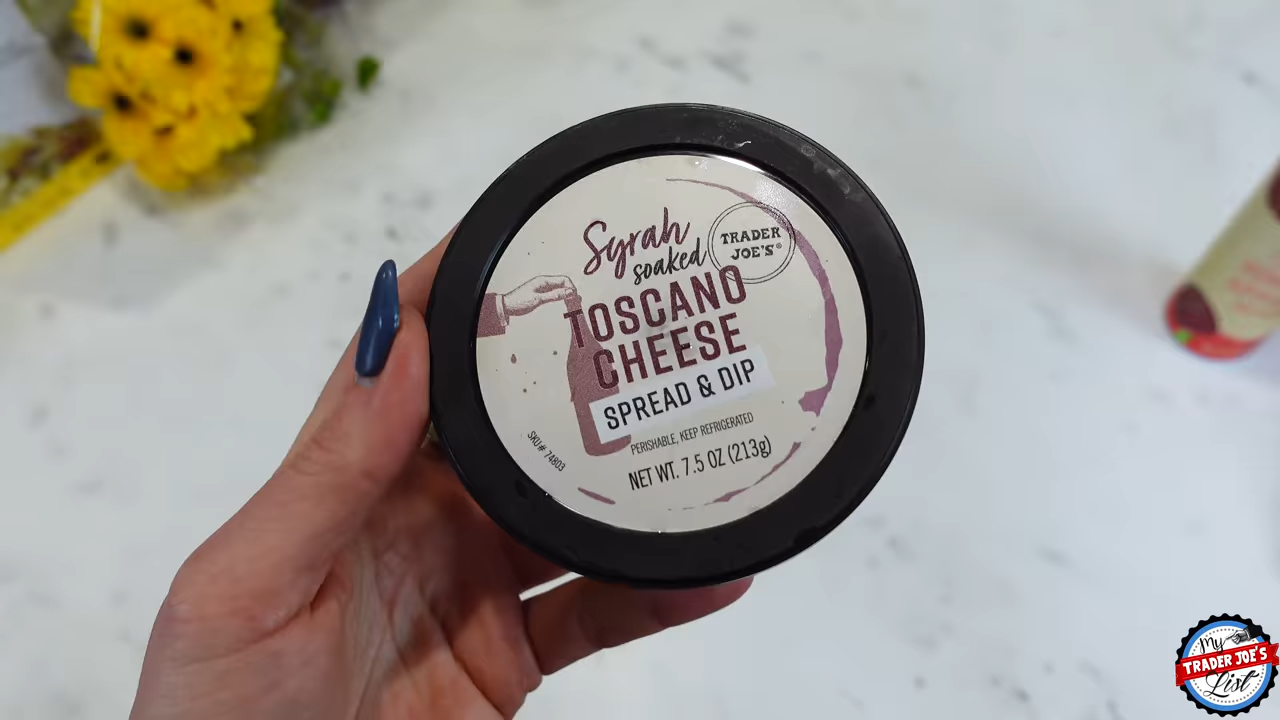 Syrah
soaked
TRADER
JOE'S®
TOSCANO
CHEESE
SPREAD & DIP
PERISHABLE, KEEP REFRIGERATED
NET WT. 7.5 OZ (213g)
SKU# 74803
My
TRADER JOE'S
List